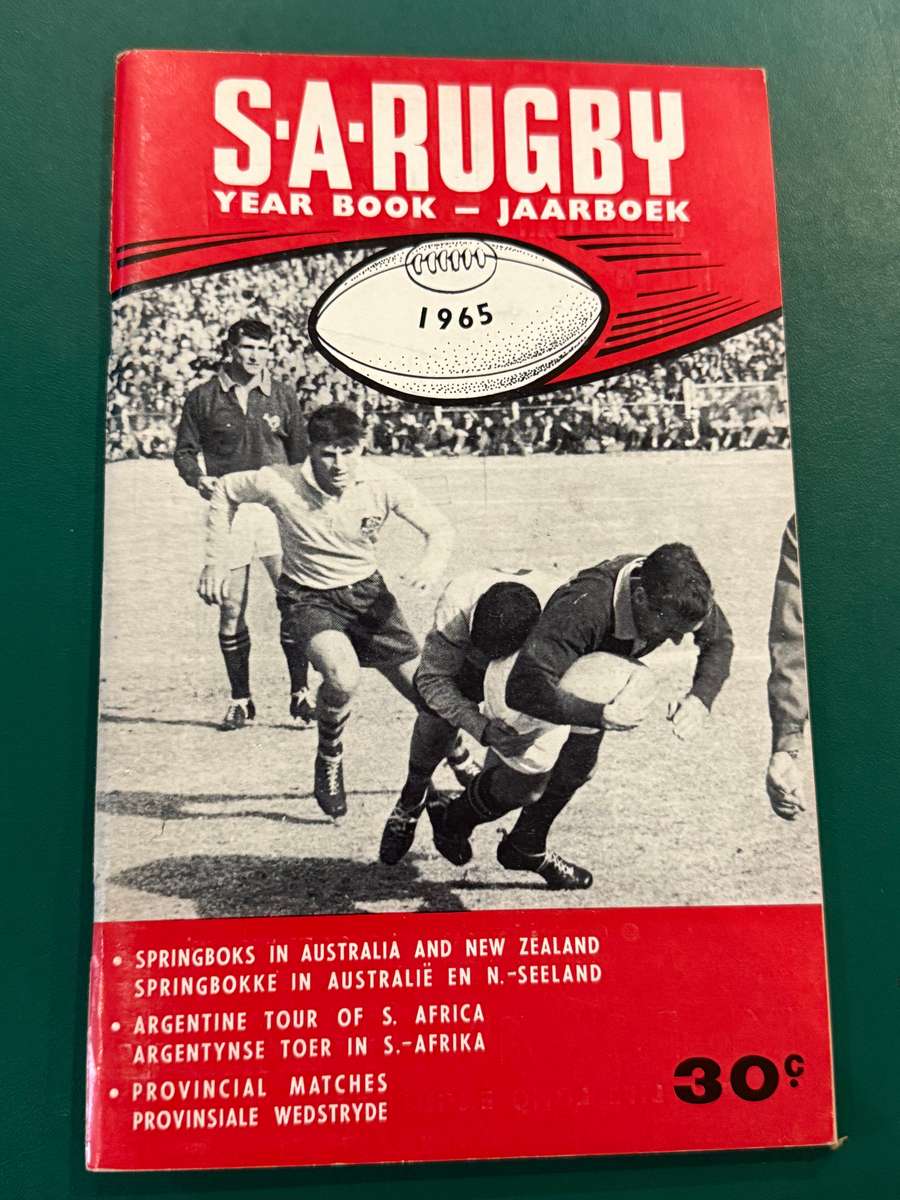 S·A·RUGBY
YEAR BOOK – JAARBOEK
1965
• SPRINGBOKS IN AUSTRALIA AND NEW ZEALAND
SPRINGBOKKE IN AUSTRALIË EN N.-SEELAND
• ARGENTINE TOUR OF S. AFRICA
ARGENTYNSE TOER IN S.-AFRIKA
• PROVINCIAL MATCHES
PROVINSIALE WEDSTRYDE
30c